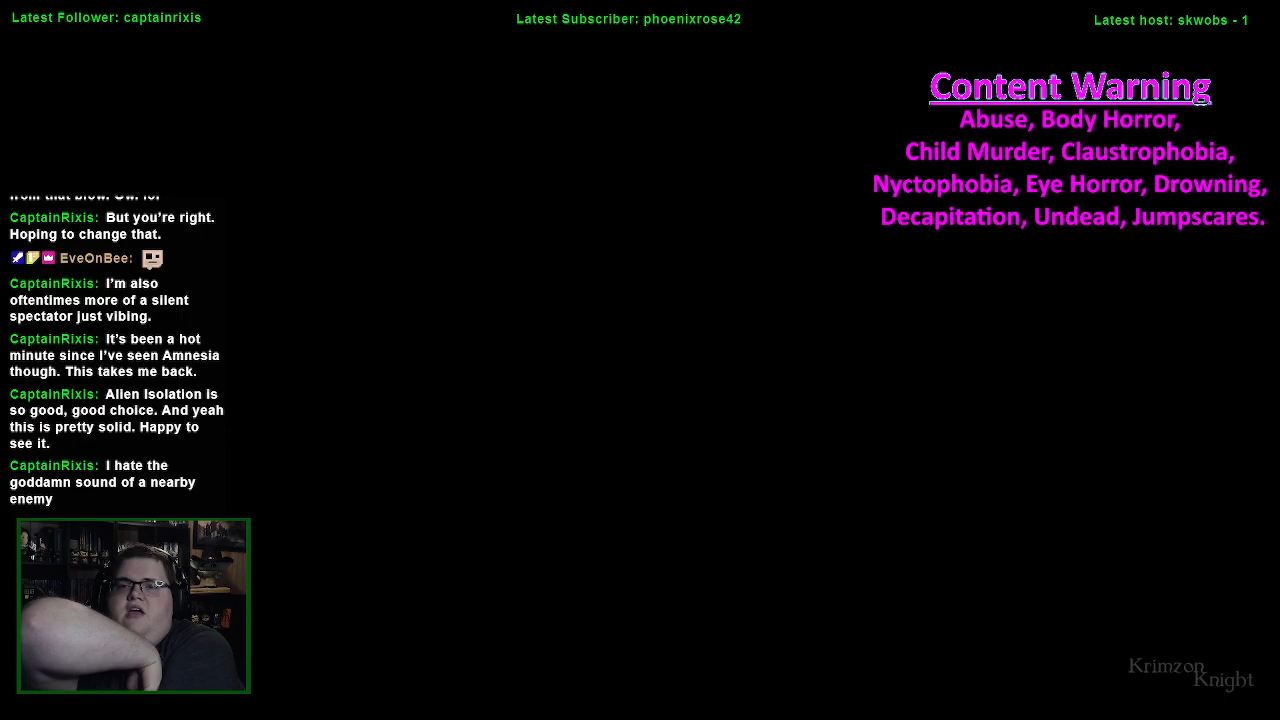 Latest Follower: captainrixis
Latest Subscriber: phoenixrose42
Latest host: skwobs - 1
Content Warning
Abuse, Body Horror,
Child Murder, Claustrophobia,
Nyctophobia, Eye Horror, Drowning,
Decapitation, Undead, Jumpscares.
CaptainRixis: But you're right.
Hoping to change that.
EveOnBee:
CaptainRixis: I'm also
oftentimes more of a silent
spectator just vibing.
CaptainRixis: It's been a hot
minute since I've seen Amnesia
though. This takes me back.
CaptainRixis: Alien Isolation is
so good, good choice. And yeah
this is pretty solid. Happy to
see it.
CaptainRixis: I hate the
goddamn sound of a nearby
enemy
Krimzon
Knight